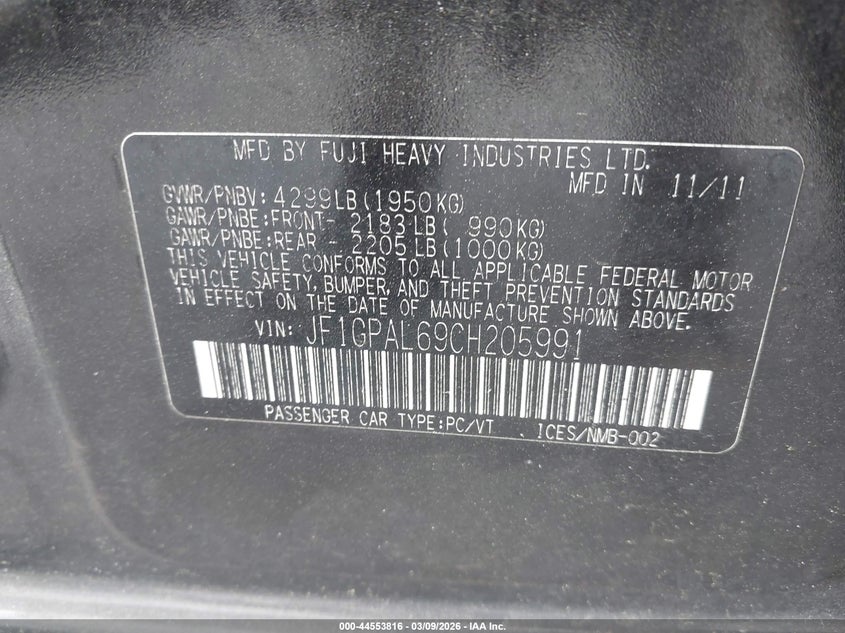 MFD BY FUJI HEAVY INDUSTRIES LTD.
MFD IN 11/11
GVWR/PNBV: 4299LB(1950KG)
GAWR/PNBE:FRONT- 2183LB( 990KG)
GAWR/PNBE:REAR - 2205LB(1000KG)
THIS VEHICLE CONFORMS TO ALL APPLICABLE FEDERAL MOTOR
VEHICLE SAFETY, BUMPER, AND THEFT PREVENTION STANDARDS
IN EFFECT ON THE DATE OF MANUFACTURE SHOWN ABOVE.
VIN: JF1GPAL69CH205991
PASSENGER CAR TYPE:PC/VT ICES/NMB-002
000-44553816 - 03/09/2026 - IAA Inc.